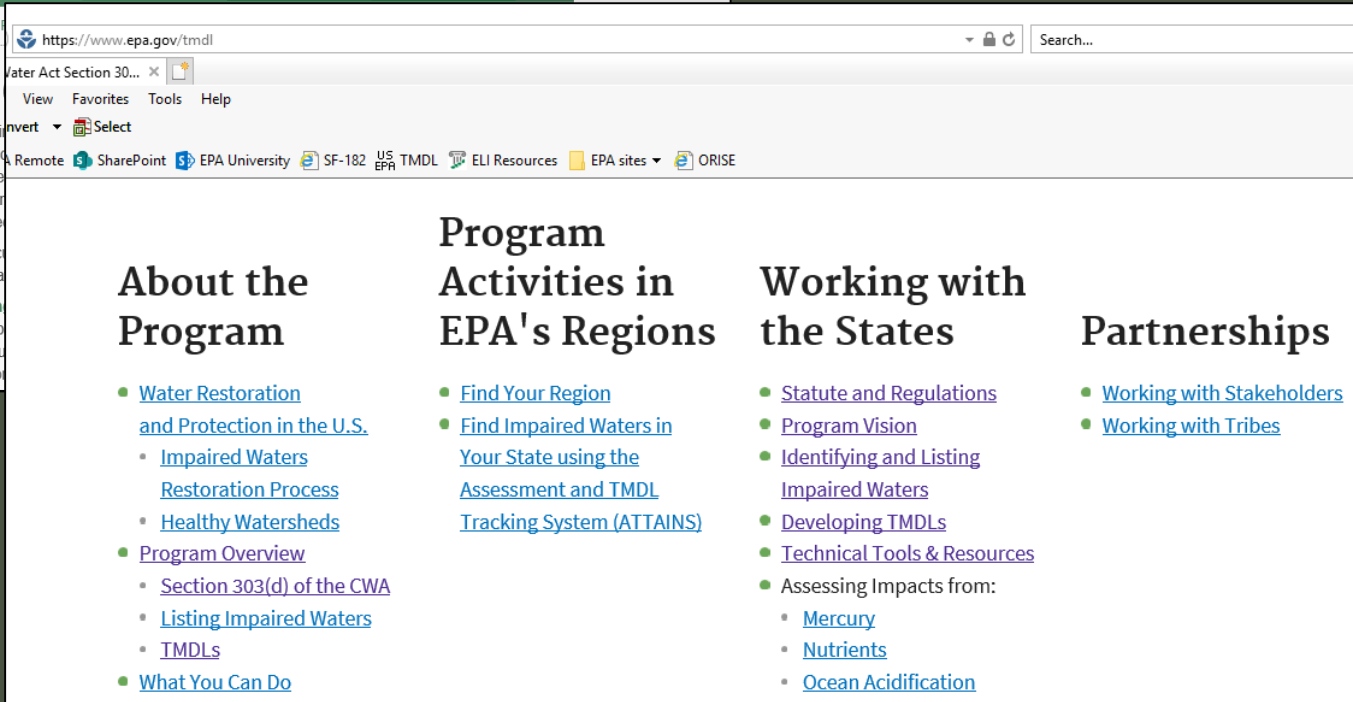 https://www.epa.gov/tmdl
Search...
Water Act Section 30...
View Favorites Tools Help
Select
Remote SharePoint EPA University SF-182 US EPA TMDL ELI Resources EPA sites ORISE
About the
Program
Water Restoration
and Protection in the U.S.
Impaired Waters
Restoration Process
Healthy Watersheds
Program Overview
Section 303(d) of the CWA
Listing Impaired Waters
TMDLs
What You Can Do
Program
Activities in
EPA's Regions
Find Your Region
Find Impaired Waters in
Your State using the
Assessment and TMDL
Tracking System (ATTAINS)
Working with
the States
Statute and Regulations
Program Vision
Identifying and Listing
Impaired Waters
Developing TMDLs
Technical Tools & Resources
Assessing Impacts from:
Mercury
Nutrients
Ocean Acidification
Partnerships
Working with Stakeholders
Working with Tribes